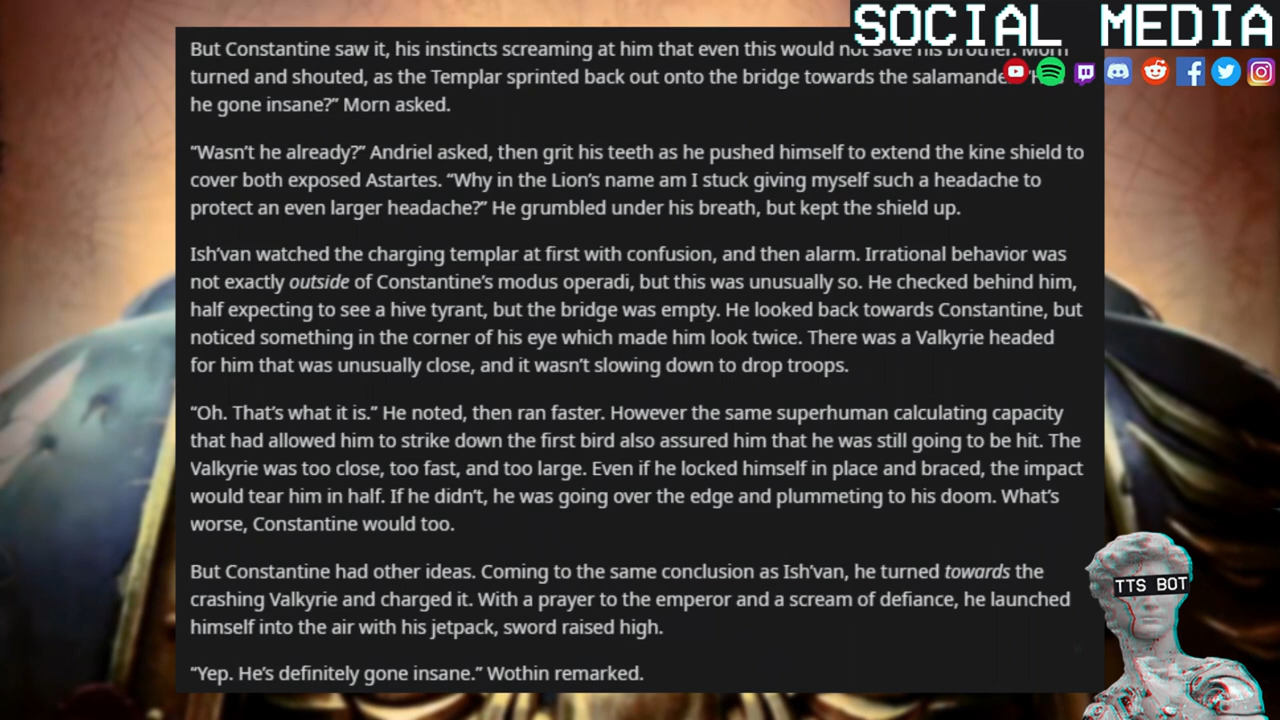 SOCIAL MEDIA
But Constantine saw it, his instincts screaming at him that even this would not save his brother. Morn
turned and shouted, as the Templar sprinted back out onto the bridge towards the salamande
he gone insane?” Morn asked.
“Wasn’t he already?” Andriel asked, then grit his teeth as he pushed himself to extend the kine shield to
cover both exposed Astartes. “Why in the Lion’s name am I stuck giving myself such a headache to
protect an even larger headache?” He grumbled under his breath, but kept the shield up.
Ish’van watched the charging templar at first with confusion, and then alarm. Irrational behavior was
not exactly outside of Constantine’s modus operadi, but this was unusually so. He checked behind him,
half expecting to see a hive tyrant, but the bridge was empty. He looked back towards Constantine, but
noticed something in the corner of his eye which made him look twice. There was a Valkyrie headed
for him that was unusually close, and it wasn’t slowing down to drop troops.
“Oh. That’s what it is.” He noted, then ran faster. However the same superhuman calculating capacity
that had allowed him to strike down the first bird also assured him that he was still going to be hit. The
Valkyrie was too close, too fast, and too large. Even if he locked himself in place and braced, the impact
would tear him in half. If he didn’t, he was going over the edge and plummeting to his doom. What’s
worse, Constantine would too.
But Constantine had other ideas. Coming to the same conclusion as Ish’van, he turned towards the
crashing Valkyrie and charged it. With a prayer to the emperor and a scream of defiance, he launched
himself into the air with his jetpack, sword raised high.
“Yep. He’s definitely gone insane.” Wothin remarked.
TTS BOT